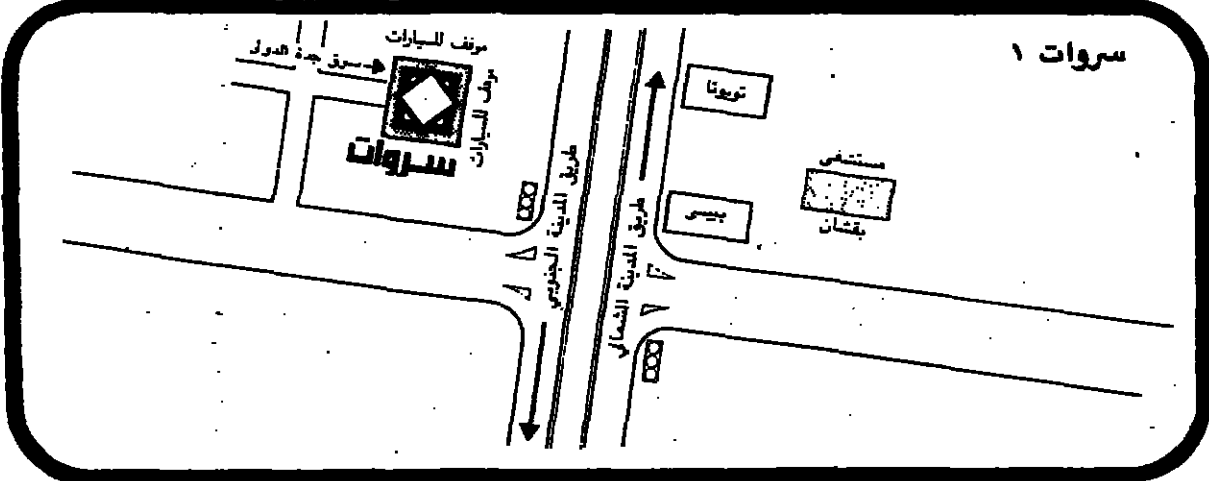 سروات ١
موقف للسيارات
سوق جدة الدولي
موقف للسيارات
سروات
تويوتا
مستشفى
بقشان
بيبسي
طريق المدينة الجنوبي
طريق المدينة الشمالي